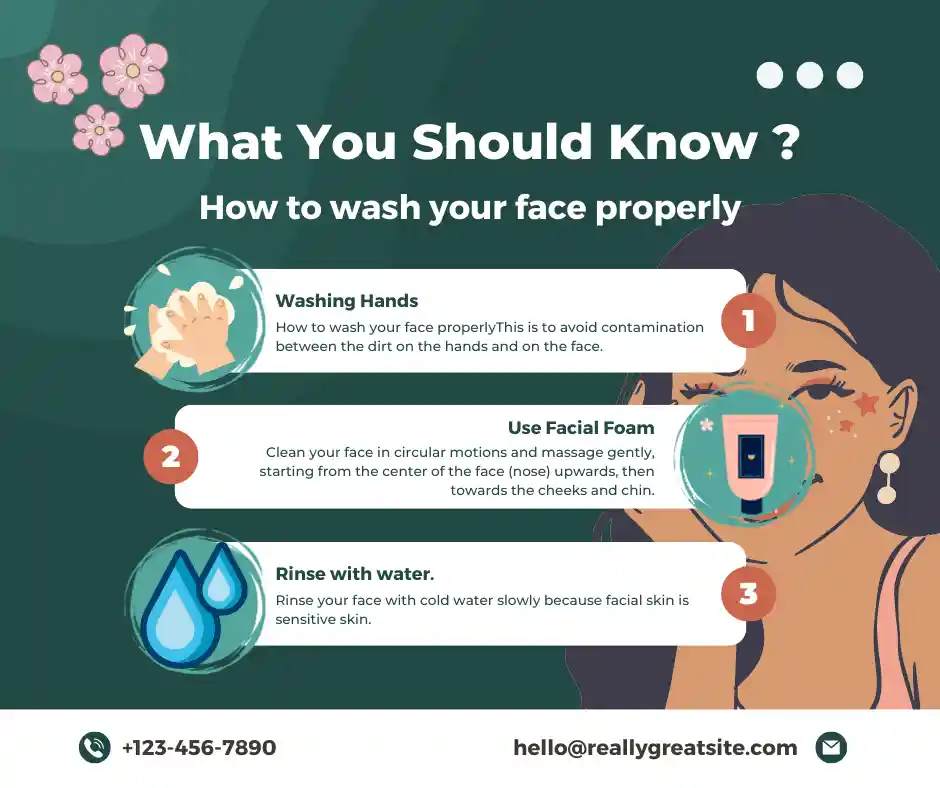 What You Should Know ?
How to wash your face properly
Washing Hands
How to wash your face properlyThis is to avoid contamination
between the dirt on the hands and on the face.
1
2
Use Facial Foam
Clean your face in circular motions and massage gently,
starting from the center of the face (nose) upwards, then
towards the cheeks and chin.
Rinse with water.
Rinse your face with cold water slowly because facial skin is
sensitive skin.
3
+123-456-7890
hello@reallygreatsite.com